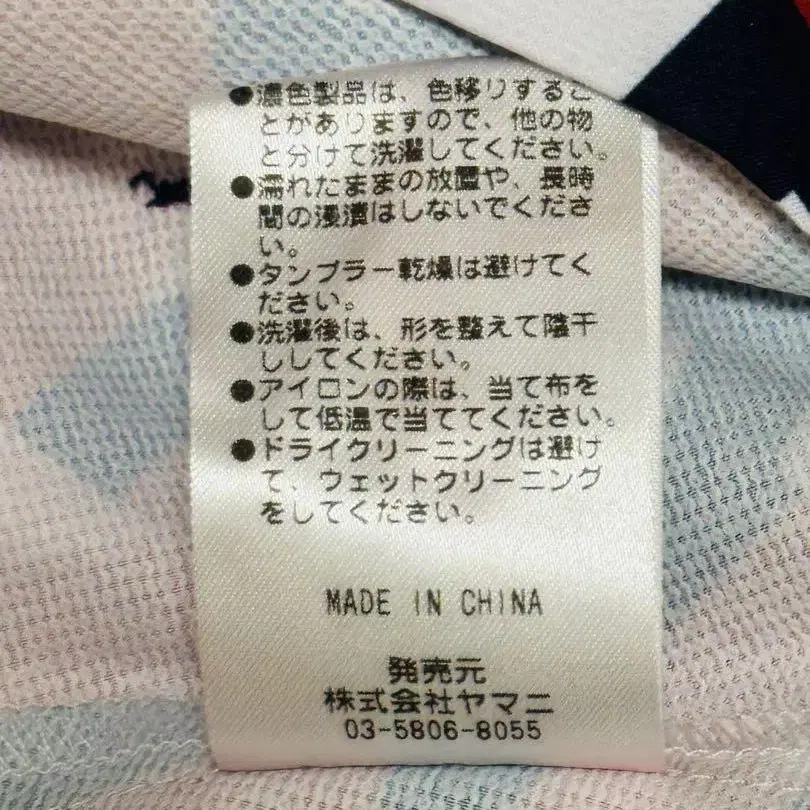 ●濃色製品は、色移りするこ
とがありますので、他の物
と分けて洗濯してください。
●濡れたままの放置や、長時
間の浸漬はしないでくださ
い。
●タンブラー乾燥は避けてく
ださい。
●洗濯後は、形を整えて陰干
ししてください。
●アイロンの際は、当て布を
して低温で当ててください。
●ドライクリーニングは避け
て、ウェットクリーニング
をしてください。
MADE IN CHINA
発売元
株式会社ヤマニ
03-5806-8055